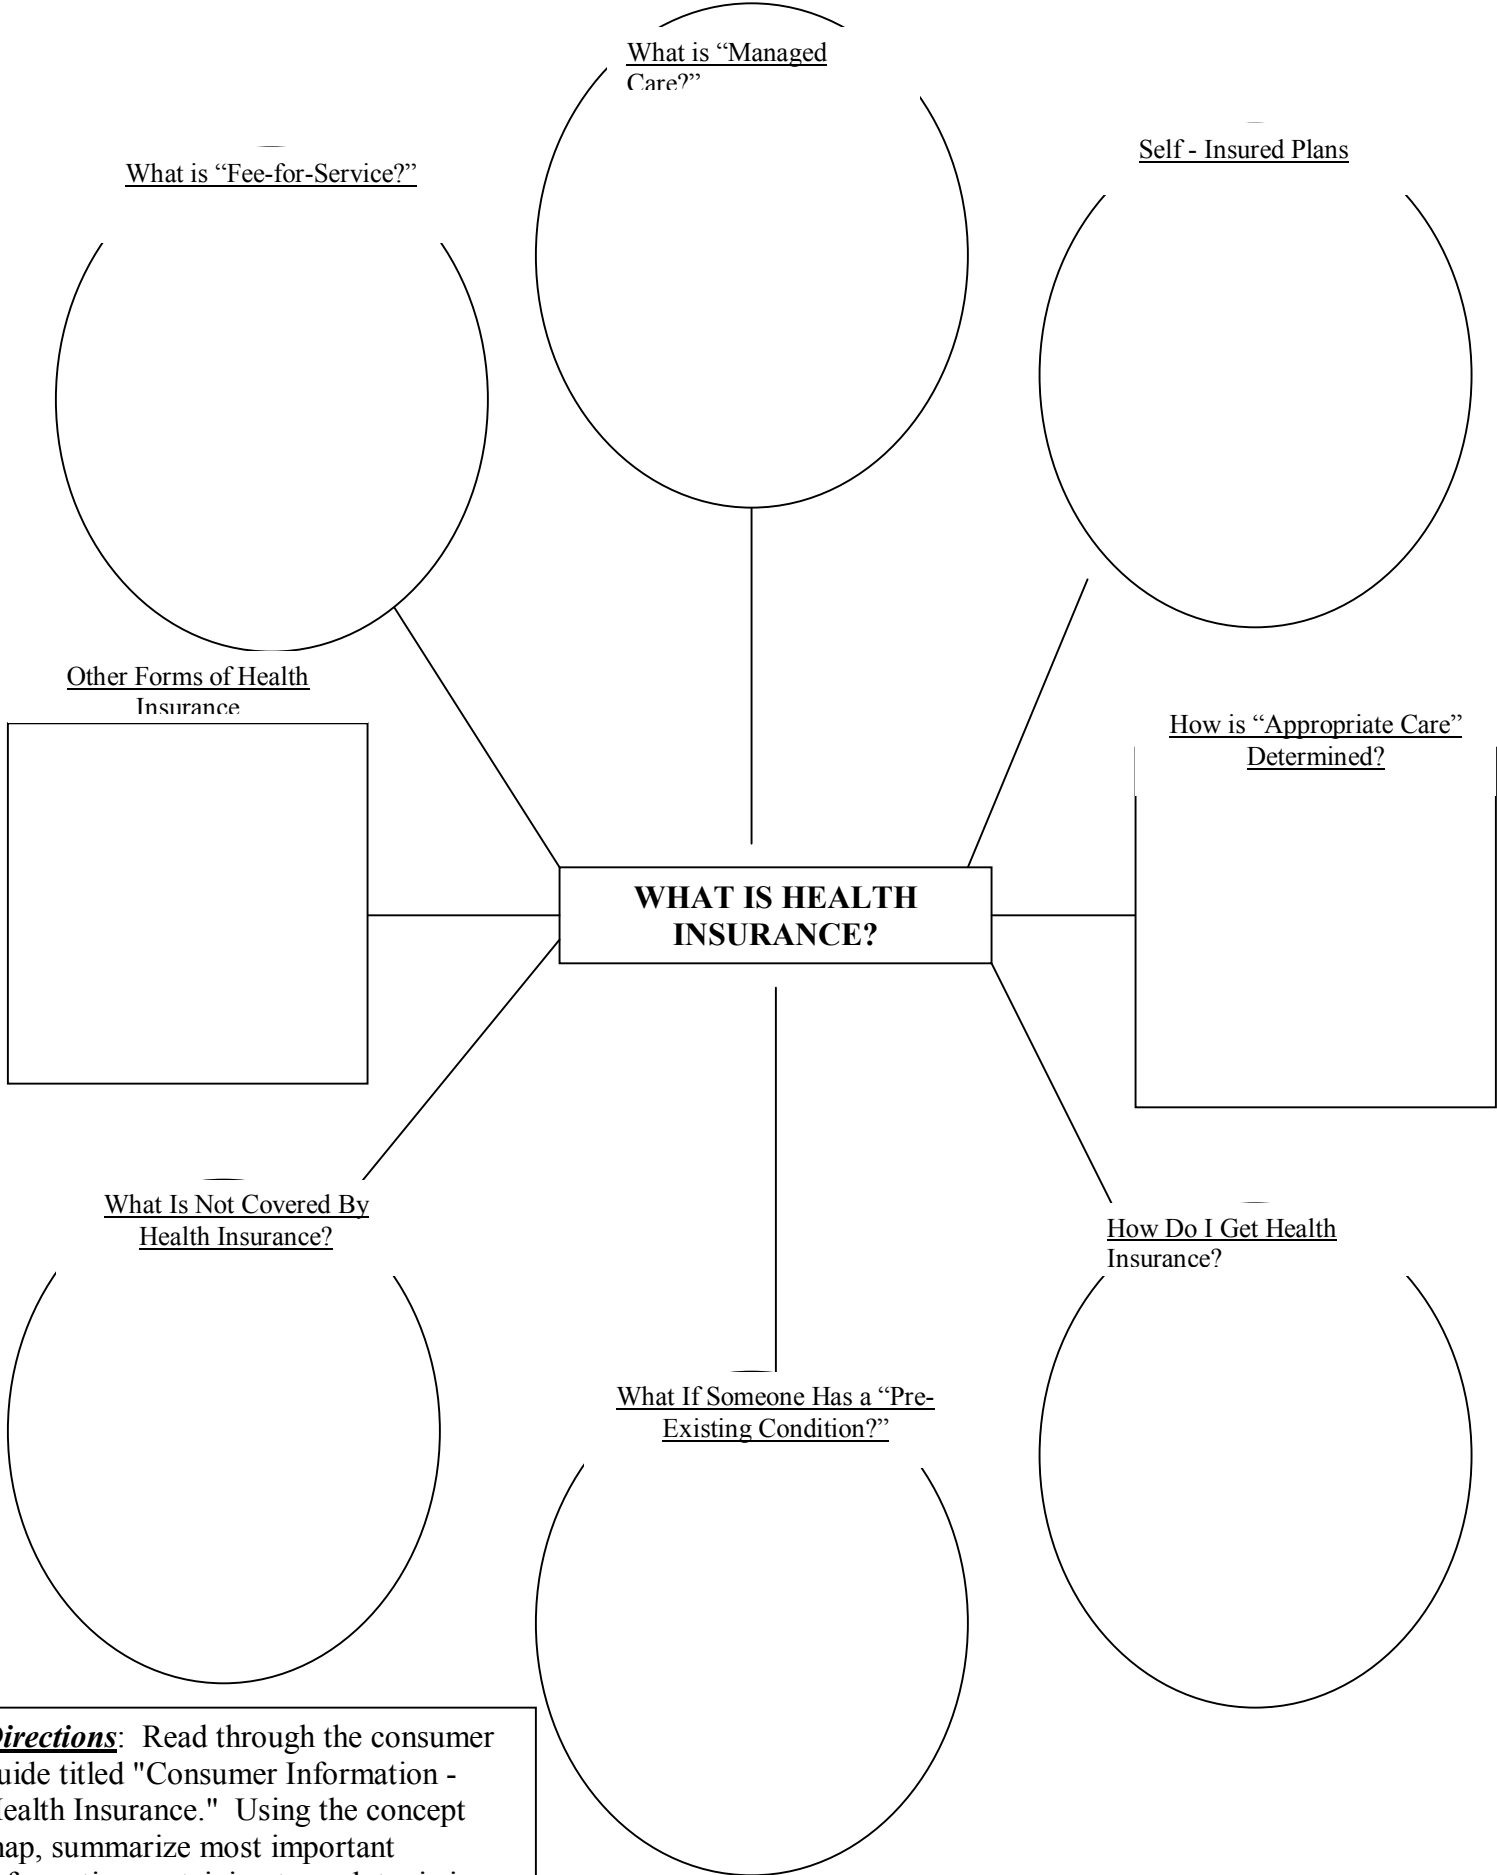 What is “Managed
Care?”
Self - Insured Plans
What is “Fee-for-Service?”
Other Forms of Health
Insurance
How is “Appropriate Care”
Determined?
WHAT IS HEALTH
INSURANCE?
What Is Not Covered By
Health Insurance?
How Do I Get Health
Insurance?
What If Someone Has a “Pre-
Existing Condition?”
irections: Read through the consumer
uide titled "Consumer Information -
ealth Insurance." Using the concept
ap, summarize most important